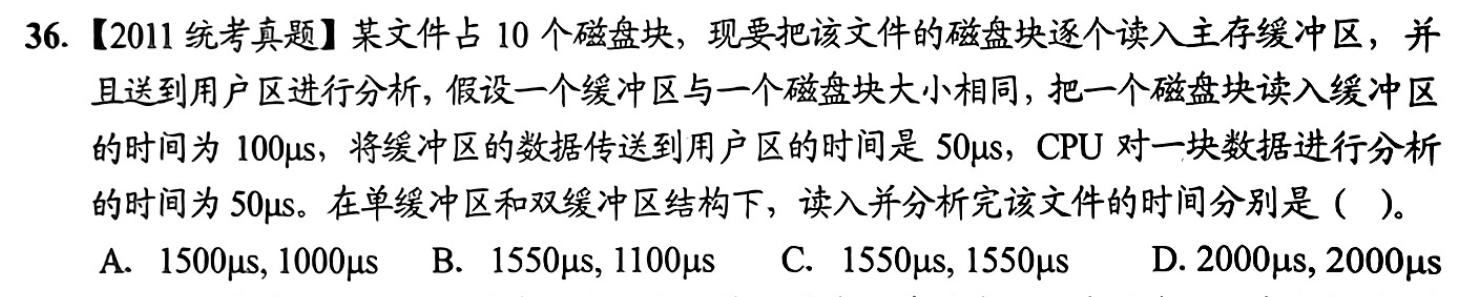 36. 【2011 统考真题】某文件占 10 个磁盘块，现要把该文件的磁盘块逐个读入主存缓冲区，并
且送到用户区进行分析，假设一个缓冲区与一个磁盘块大小相同，把一个磁盘块读入缓冲区
的时间为 100μs，将缓冲区的数据传送到用户区的时间是 50μs，CPU 对一块数据进行分析
的时间为 50μs。在单缓冲区和双缓冲区结构下，读入并分析完该文件的时间分别是（ ）。
A. 1500μs, 1000μs B. 1550μs, 1100μs C. 1550μs, 1550μs D. 2000μs, 2000μs